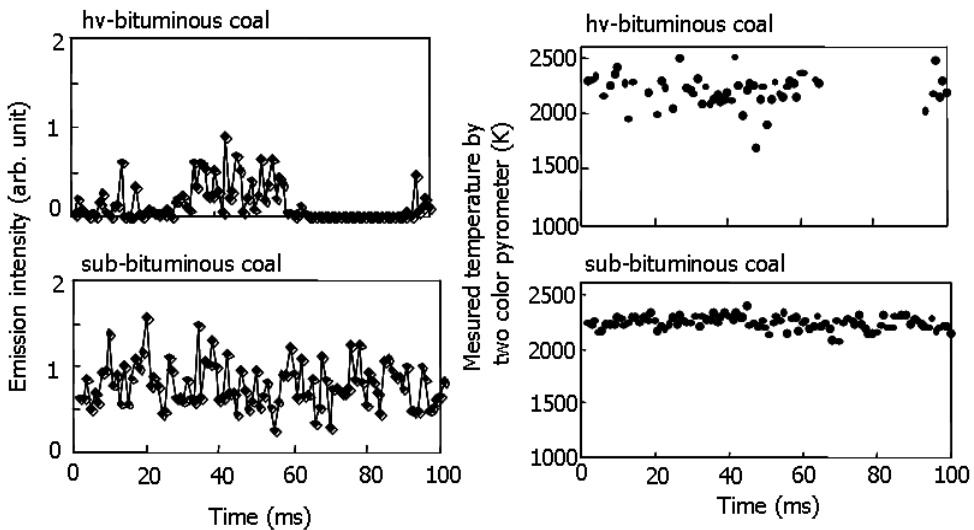 hv-bituminous coal
2
1
0
Emission intensity (arb. unit)
sub-bituminous coal
2
1
0
0 20 40 60 80 100
Time (ms)
hv-bituminous coal
2500
2000
1500
1000
Mesured temperature by
two color pyrometer (K)
sub-bituminous coal
2500
2000
1500
1000
0 20 40 60 80 100
Time (ms)